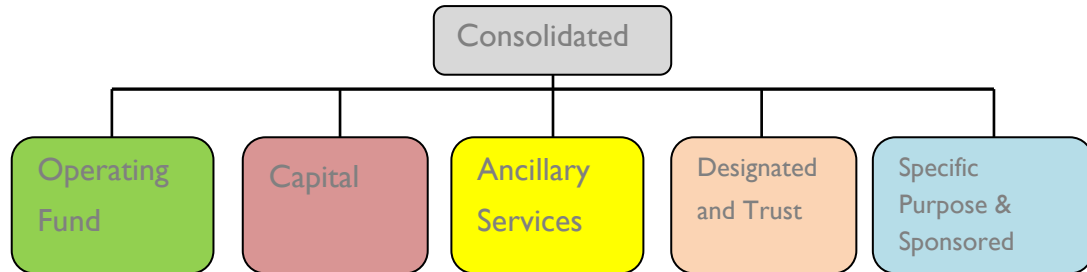 Consolidated
Operating
Fund
Capital
Ancillary
Services
Designated
and Trust
Specific
Purpose &
Sponsored